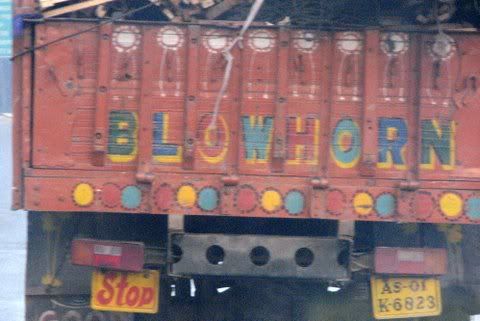 BLOWHORN
Stop
AS-01
K-6823